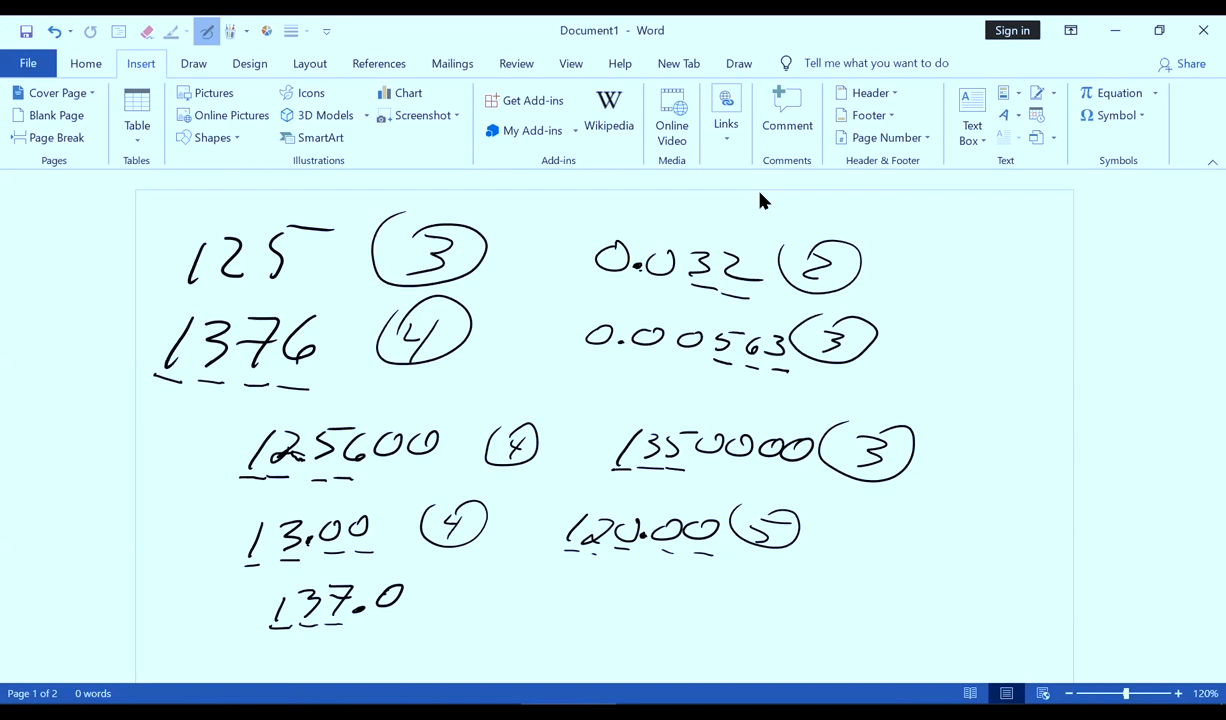 Document1 - Word
Sign in
File Home Insert Draw Design Layout References Mailings Review View Help New Tab Draw Tell me what you want to do Share
Cover Page
Blank Page
Page Break
Pages
Table
Tables
Pictures
Online Pictures
Shapes
Icons
3D Models
SmartArt
Chart
Screenshot
Illustrations
Get Add-ins
My Add-ins
Wikipedia
Add-ins
Online Video
Media
Links
Comment
Comments
Header
Footer
Page Number
Header & Footer
Text Box
Text
Equation
Symbol
Symbols
125 3 0.032 2
1376 4 0.00563 3
125600 4 1350000 3
13.00 4 120.00 5
137.0
Page 1 of 2 0 words 120%